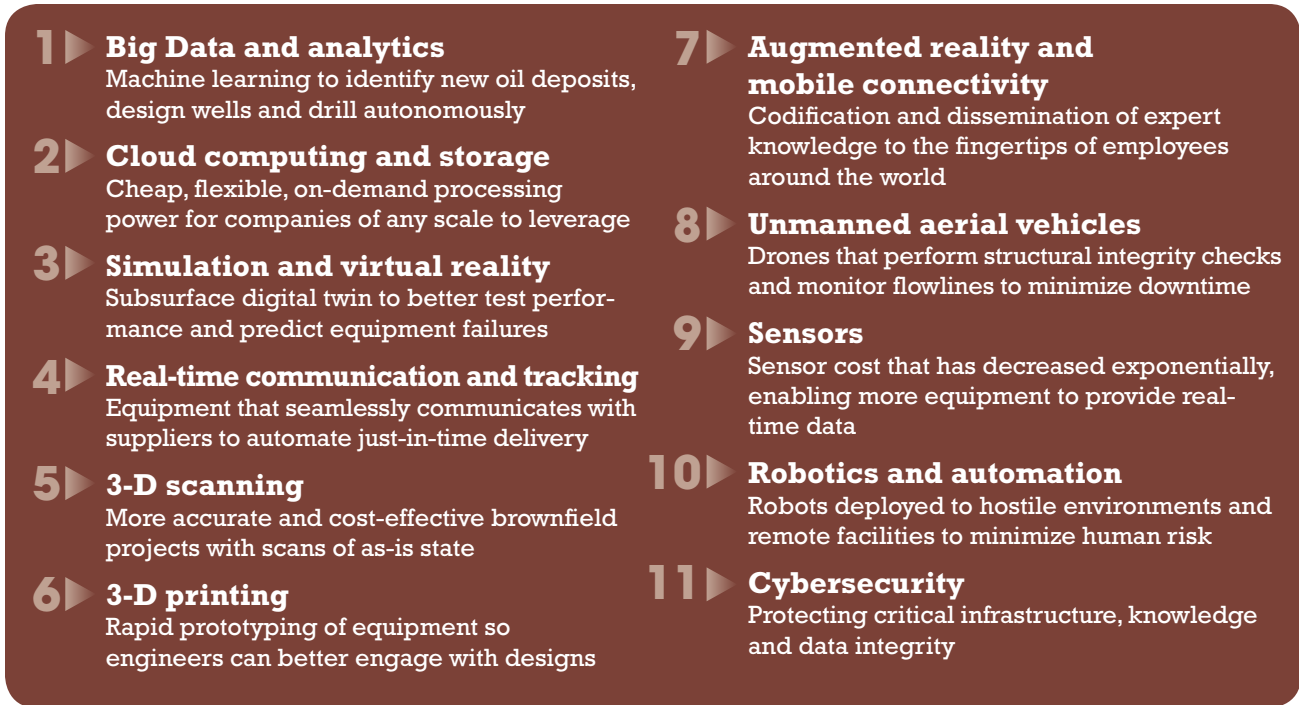 1 Big Data and analytics
Machine learning to identify new oil deposits,
design wells and drill autonomously
2 Cloud computing and storage
Cheap, flexible, on-demand processing
power for companies of any scale to leverage
3 Simulation and virtual reality
Subsurface digital twin to better test perfor-
mance and predict equipment failures
4 Real-time communication and tracking
Equipment that seamlessly communicates with
suppliers to automate just-in-time delivery
5 3-D scanning
More accurate and cost-effective brownfield
projects with scans of as-is state
6 3-D printing
Rapid prototyping of equipment so
engineers can better engage with designs
7 Augmented reality and
mobile connectivity
Codification and dissemination of expert
knowledge to the fingertips of employees
around the world
8 Unmanned aerial vehicles
Drones that perform structural integrity checks
and monitor flowlines to minimize downtime
9 Sensors
Sensor cost that has decreased exponentially,
enabling more equipment to provide real-
time data
10 Robotics and automation
Robots deployed to hostile environments and
remote facilities to minimize human risk
11 Cybersecurity
Protecting critical infrastructure, knowledge
and data integrity